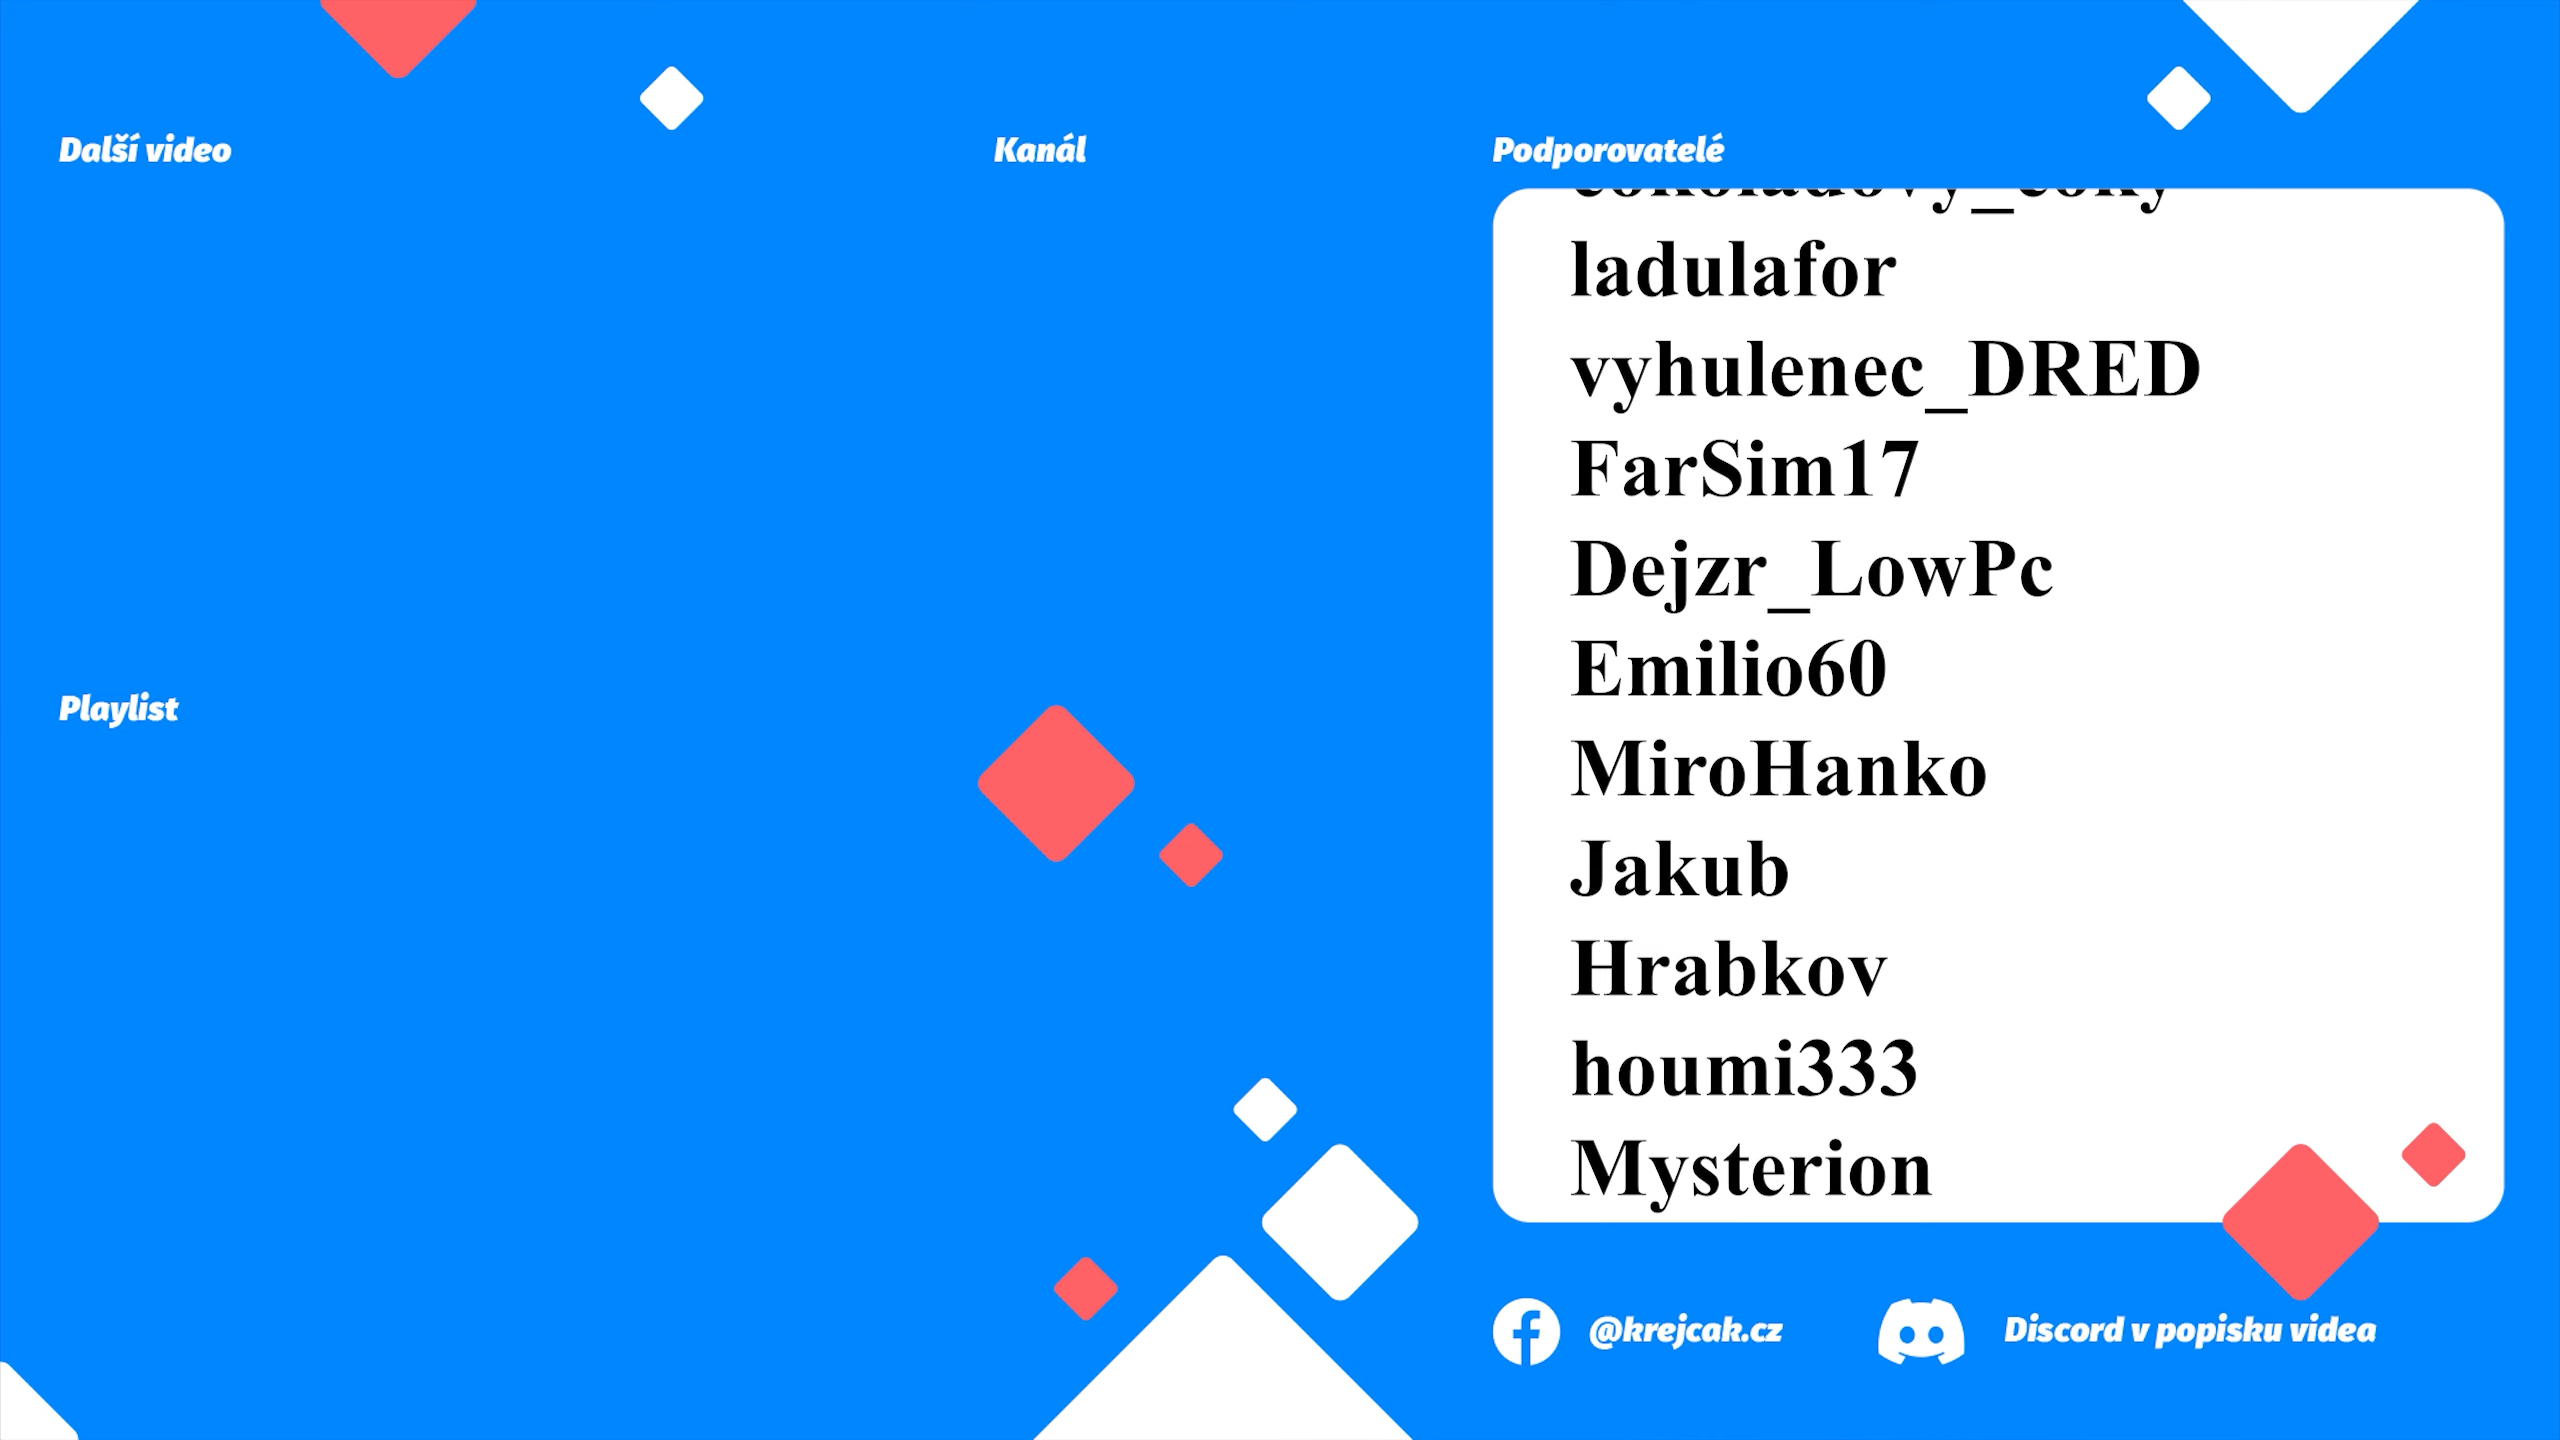 Další video
Kanál
Playlist
Podporovatelé
ladulafor
vyhulenec_DRED
FarSim17
Dejzr_LowPc
Emilio60
MiroHanko
Jakub
Hrabkov
houmi333
Mysterion
@krejcak.cz
Discord v popisku videa